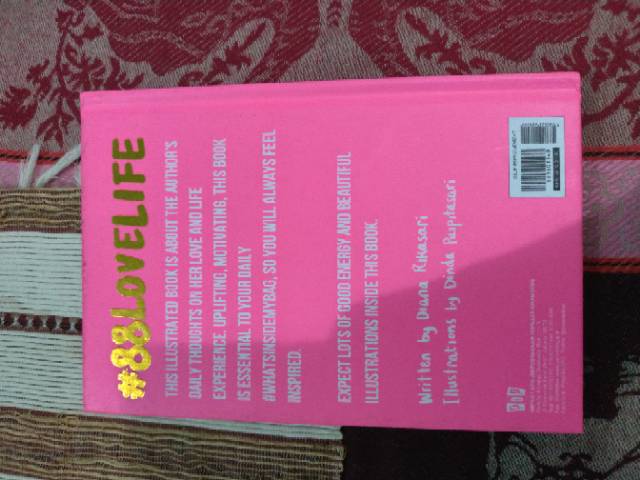 #88LOVELIFE
THIS ILLUSTRATED BOOK IS ABOUT THE AUTHOR'S
DAILY THOUGHTS ON HER LOVE AND LIFE
EXPERIENCE. UPLIFTING, MOTIVATING, THIS BOOK
IS ESSENTIAL TO YOUR DAILY
#WHATSINSIDEMYBAG, SO YOU WILL ALWAYS FEEL
INSPIRED.
EXPECT LOTS OF GOOD ENERGY AND BEAUTIFUL
ILLUSTRATIONS INSIDE THIS BOOK.
Written by Diana Rikasari
Illustrations by Dinda Puspitasari